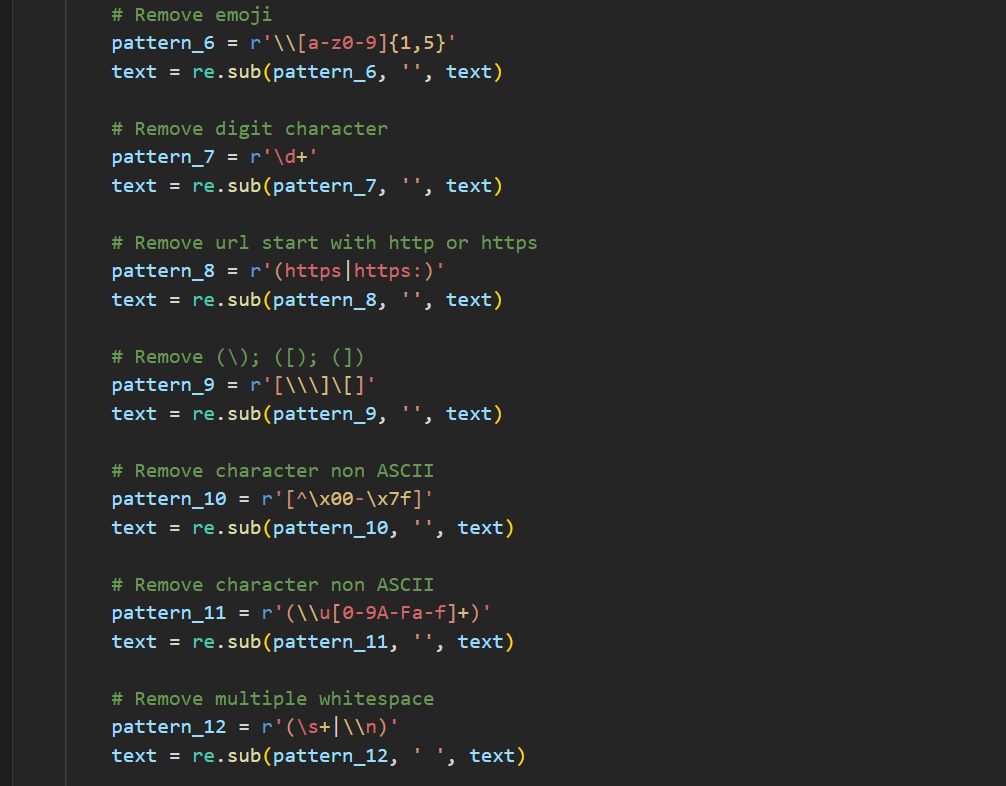 # Remove emoji
pattern_6 = r'\\[a-z0-9]{1,5}'
text = re.sub(pattern_6, '', text)
# Remove digit character
pattern_7 = r'\d+'
text = re.sub(pattern_7, '', text)
# Remove url start with http or https
pattern_8 = r'(https|https:)'
text = re.sub(pattern_8, '', text)
# Remove (\); ([); (])
pattern_9 = r'[\\\]\[]'
text = re.sub(pattern_9, '', text)
# Remove character non ASCII
pattern_10 = r'[^\x00-\x7f]'
text = re.sub(pattern_10, '', text)
# Remove character non ASCII
pattern_11 = r'(\\u[0-9A-Fa-f]+)'
text = re.sub(pattern_11, '', text)
# Remove multiple whitespace
pattern_12 = r'(\s+|\\n)'
text = re.sub(pattern_12, ' ', text)